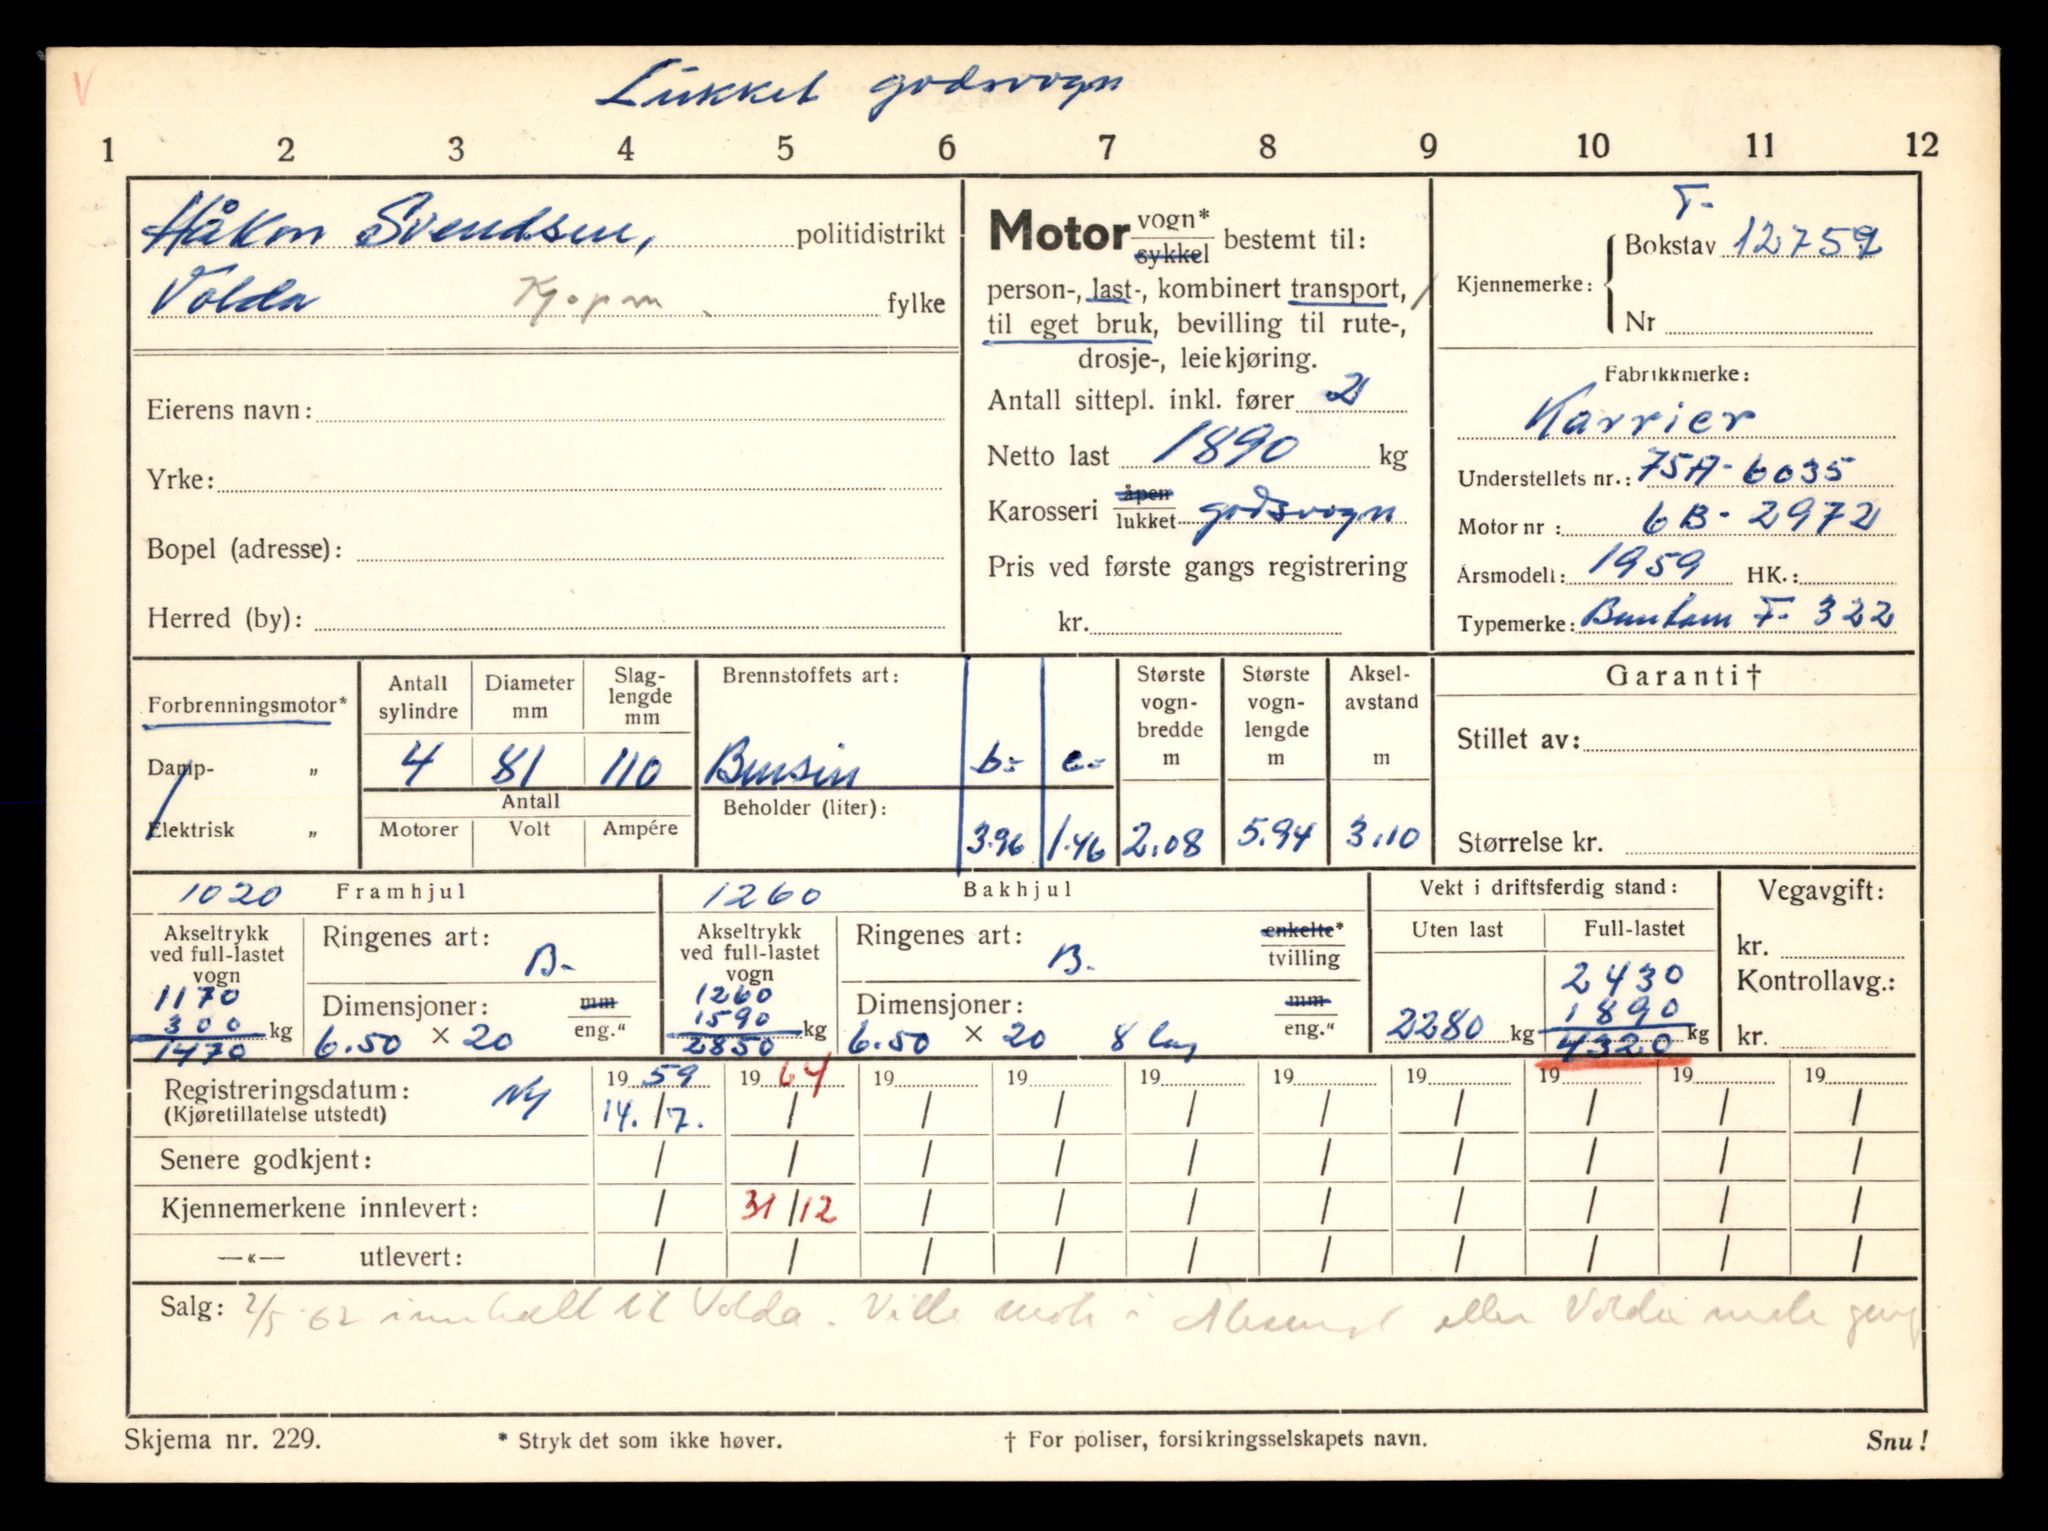 V
Lukket godsvogn
1 2 3 4 5 6 7 8 9 10 11 12
Håkon Svendsen, politidistrikt
Volda Kjøpm. fylke
Eierens navn:
Yrke:
Bopel (adresse):
Herred (by):
Motor vogn* / sykkel bestemt til:
person-, last-, kombinert transport,
til eget bruk, bevilling til rute-,
drosje-, leiekjøring.
Antall sittepl. inkl. fører 2
Netto last 1890 kg
Karosseri åpen / lukket godsvogn
Pris ved første gangs registrering
kr.
T-
Kjennemerke: Bokstav 12759
Nr
Fabrikkmerke:
Karrier
Understellets nr.: 75A-6035
Motor nr : 6B-2972
Årsmodell: 1959 HK.:
Typemerke: Bantam F- 322
Forbrenningsmotor*
Damp- „
Elektrisk „
Antall sylindre Diameter mm Slaglengde mm
4 81 110
Antall
Motorer Volt Ampére
Brennstoffets art:
Bensin
Beholder (liter):
b:- c:-
3.96 1.46
Største vogn-bredde m
2.08
Største vogn-lengde m
5.94
Aksel-avstand m
3.10
Garanti†
Stillet av:
Størrelse kr.
1020 Framhjul
Akseltrykk
ved full-lastet
vogn
1170
300 kg
1470
Ringenes art:
B-
Dimensjoner: mm / eng."
6.50 × 20
1260 Bakhjul
Akseltrykk
ved full-lastet
vogn
1260
1590 kg
2850
Ringenes art: enkelte* / tvilling
B.
Dimensjoner: mm / eng."
6.50 × 20 8 lag
Vekt i driftsferdig stand:
Uten last Full-lastet
2430
1890
2280 kg 4320 kg
Vegavgift:
kr.
Kontrollavg.:
kr.
Registreringsdatum: Ny 19 59 19 64 19 19 19 19 19 19 19 19
(Kjøretillatelse utstedt) 14. / 7. / / / / / / / / /
Senere godkjent: / / / / / / / / / /
Kjennemerkene innlevert: / 31/12 / / / / / / / /
—«— utlevert: / / / / / / / / / /
Salg: 2/5 62 innkalt til Volda. Ville møte i Ålesund eller Volda neste gang
Skjema nr. 229. * Stryk det som ikke høver. † For poliser, forsikringsselskapets navn. Snu!